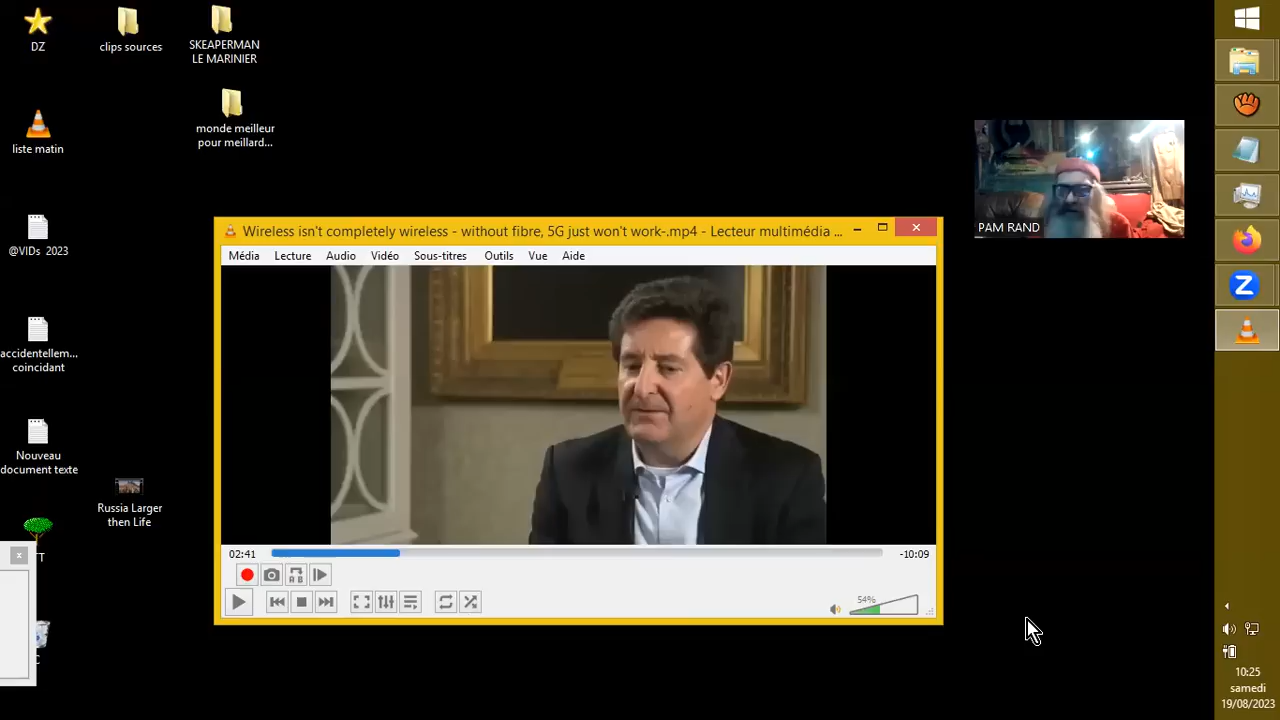 DZ
clips sources
SKEAPERMAN
LE MARINIER
monde meilleur
pour meillard...
liste matin
@VIDs 2023
accidentellem...
coincidant
Nouveau
document texte
Russia Larger
then Life
PAM RAND
Wireless isn't completely wireless - without fibre, 5G just won't work-.mp4 - Lecteur multimédia ...
Média Lecture Audio Vidéo Sous-titres Outils Vue Aide
02:41
-10:09
54%
10:25
samedi
19/08/2023